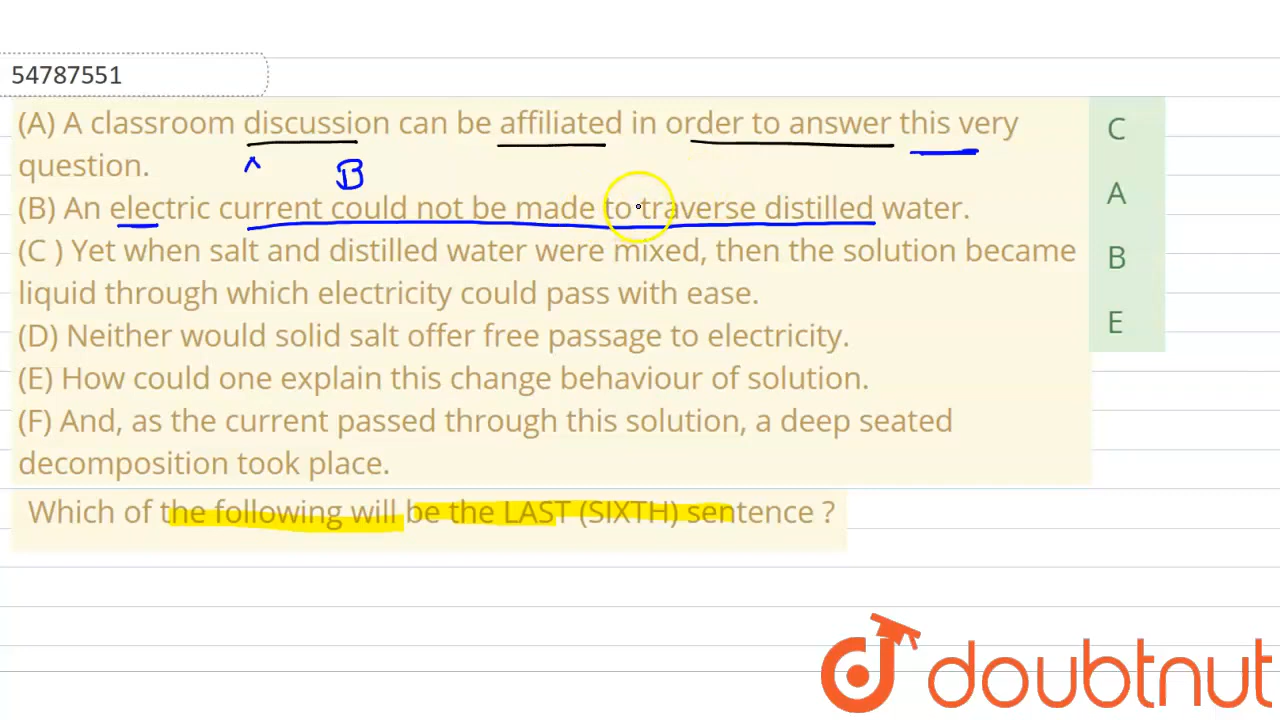 54787551
(A) A classroom discussion can be affiliated in order to answer this very
question.
(B) An electric current could not be made to traverse distilled water.
(C ) Yet when salt and distilled water were mixed, then the solution became
liquid through which electricity could pass with ease.
(D) Neither would solid salt offer free passage to electricity.
(E) How could one explain this change behaviour of solution.
(F) And, as the current passed through this solution, a deep seated
decomposition took place.
Which of the following will be the LAST (SIXTH) sentence ?
C
A
B
E
B
doubtnut